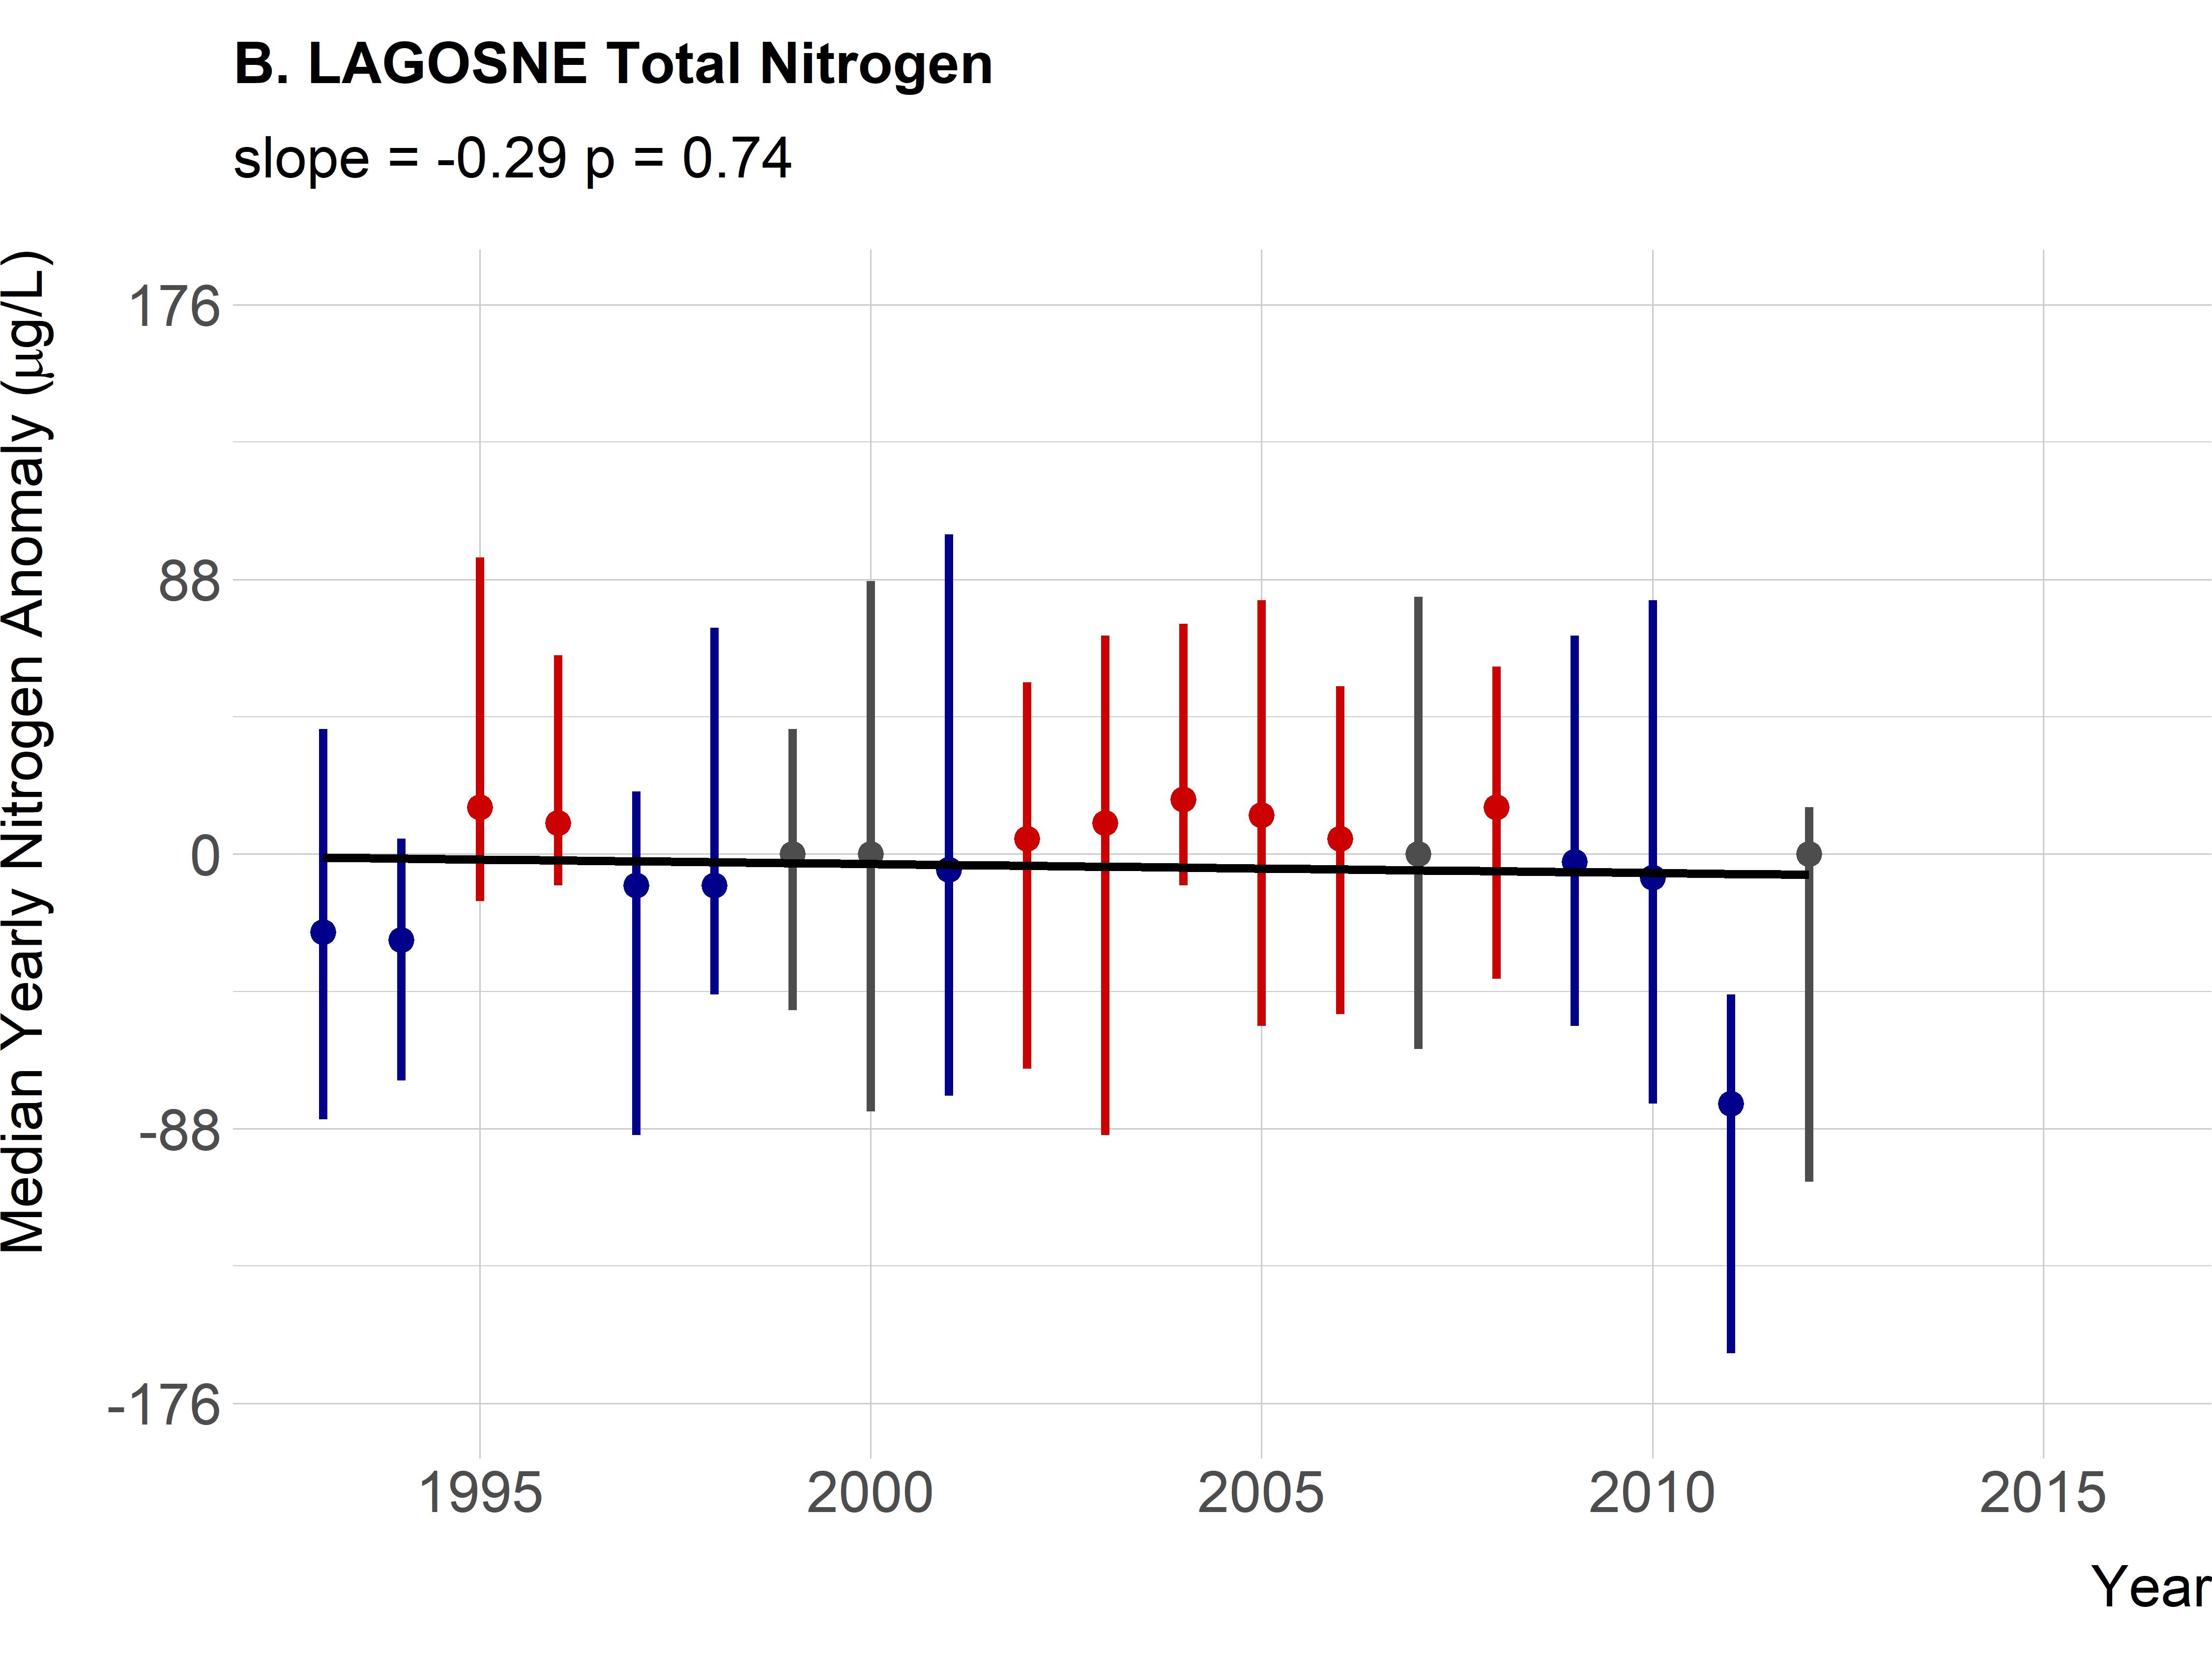 B. LAGOSNE Total Nitrogen
slope = -0.29 p = 0.74
Median Yearly Nitrogen Anomaly (μg/L)
176
88
0
-88
-176
1995 2000 2005 2010 2015
Year